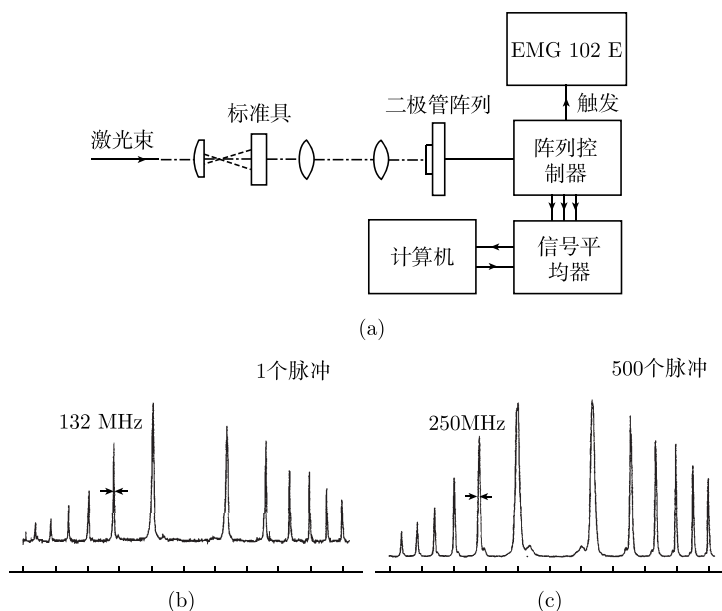 EMG 102 E
触发
二极管阵列
标准具
激光束
阵列控
制器
计算机
信号平
均器
(a)
1个脉冲
132 MHz
500个脉冲
250MHz
(b)
(c)